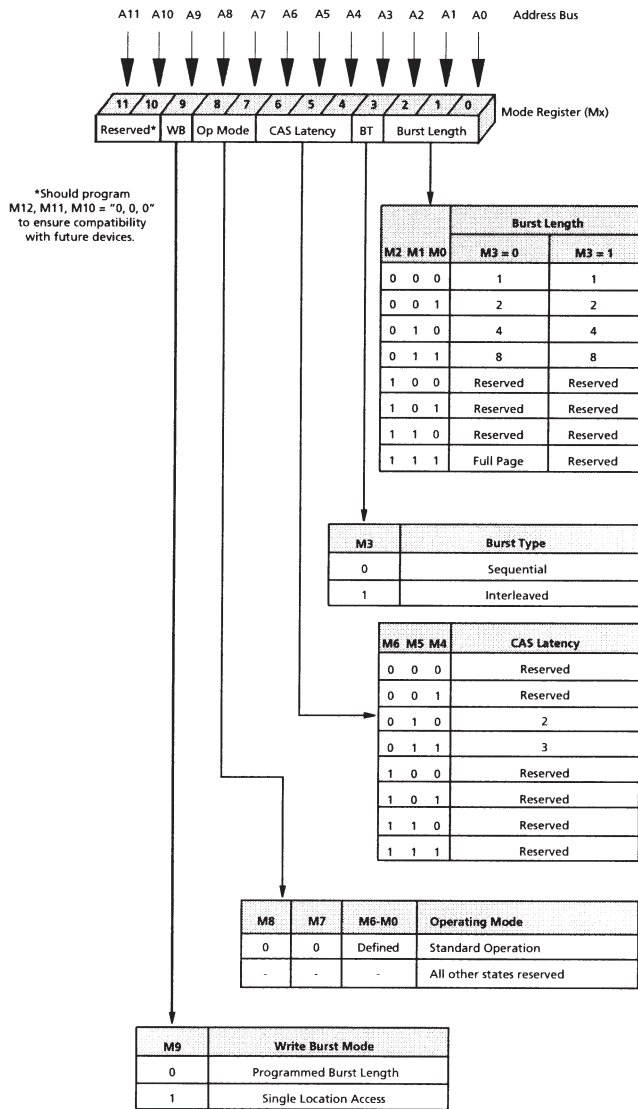 A11 A10 A9 A8 A7 A6 A5 A4 A3 A2 A1 A0 Address Bus
11 10 9 8 7 6 5 4 3 2 1 0
Mode Register (Mx)
Reserved* WB Op Mode CAS Latency BT Burst Length
*Should program
M12, M11, M10 = "0, 0, 0"
to ensure compatibility
with future devices.
Burst Length
M2 M1 M0 M3 = 0 M3 = 1
0 0 0 1 1
0 0 1 2 2
0 1 0 4 4
0 1 1 8 8
1 0 0 Reserved Reserved
1 0 1 Reserved Reserved
1 1 0 Reserved Reserved
1 1 1 Full Page Reserved
M3 Burst Type
0 Sequential
1 Interleaved
M6 M5 M4 CAS Latency
0 0 0 Reserved
0 0 1 Reserved
0 1 0 2
0 1 1 3
1 0 0 Reserved
1 0 1 Reserved
1 1 0 Reserved
1 1 1 Reserved
M8 M7 M6-M0 Operating Mode
0 0 Defined Standard Operation
- - - All other states reserved
M9 Write Burst Mode
0 Programmed Burst Length
1 Single Location Access